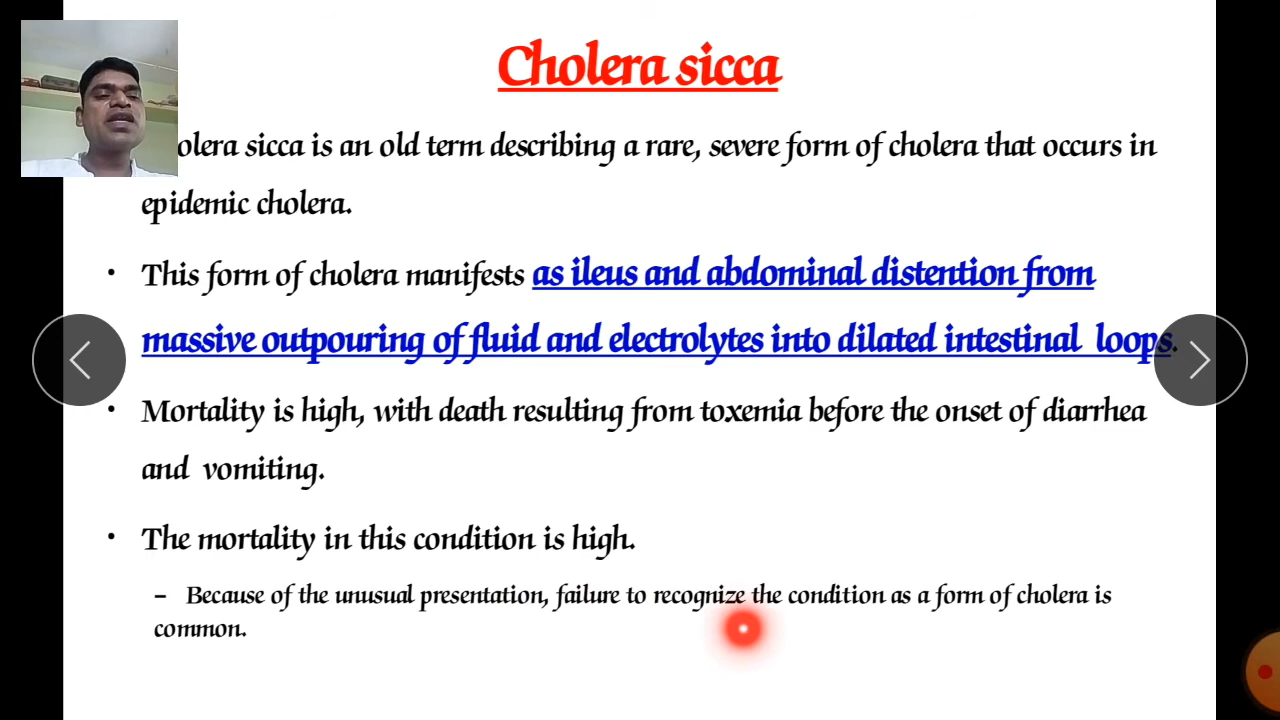 Cholera sicca
olera sicca is an old term describing a rare, severe form of cholera that occurs in
epidemic cholera.
• This form of cholera manifests as ileus and abdominal distention from
massive outpouring of fluid and electrolytes into dilated intestinal loops.
• Mortality is high, with death resulting from toxemia before the onset of diarrhea
and vomiting.
• The mortality in this condition is high.
– Because of the unusual presentation, failure to recognize the condition as a form of cholera is
common.